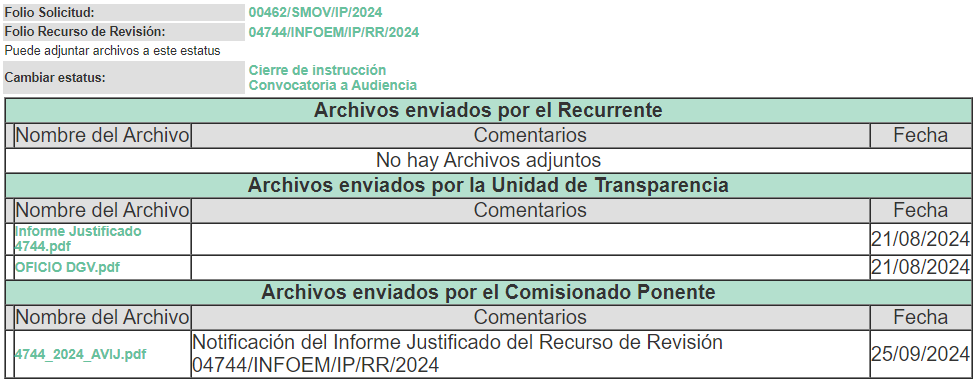 Folio Solicitud: 00462/SMOV/IP/2024
Folio Recurso de Revisión: 04744/INFOEM/IP/RR/2024
Puede adjuntar archivos a este estatus
Cambiar estatus: Cierre de instrucción
Convocatoria a Audiencia
Archivos enviados por el Recurrente
Nombre del Archivo Comentarios Fecha
No hay Archivos adjuntos
Archivos enviados por la Unidad de Transparencia
Nombre del Archivo Comentarios Fecha
Informe Justificado
4744.pdf 21/08/2024
OFICIO DGV.pdf 21/08/2024
Archivos enviados por el Comisionado Ponente
Nombre del Archivo Comentarios Fecha
4744_2024_AVIJ.pdf Notificación del Informe Justificado del Recurso de Revisión
04744/INFOEM/IP/RR/2024 25/09/2024